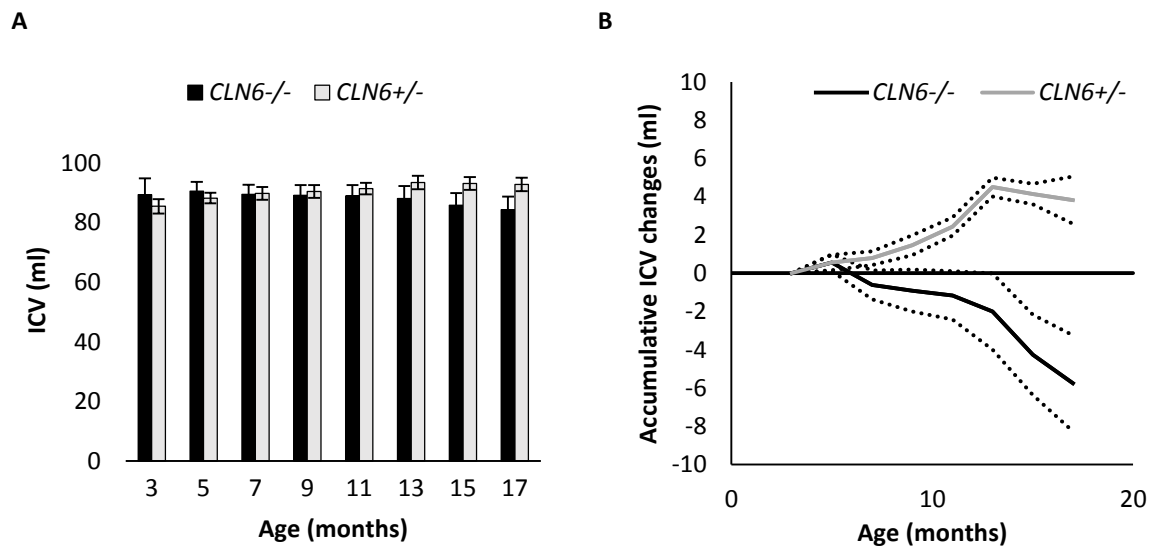 A
CLN6-/- CLN6+/-
100
80
60
40
20
0
ICV (ml)
3 5 7 9 11 13 15 17
Age (months)
B
CLN6-/- CLN6+/-
10
8
6
4
2
0
-2
-4
-6
-8
-10
Accumulative ICV changes (ml)
0 10 20
Age (months)